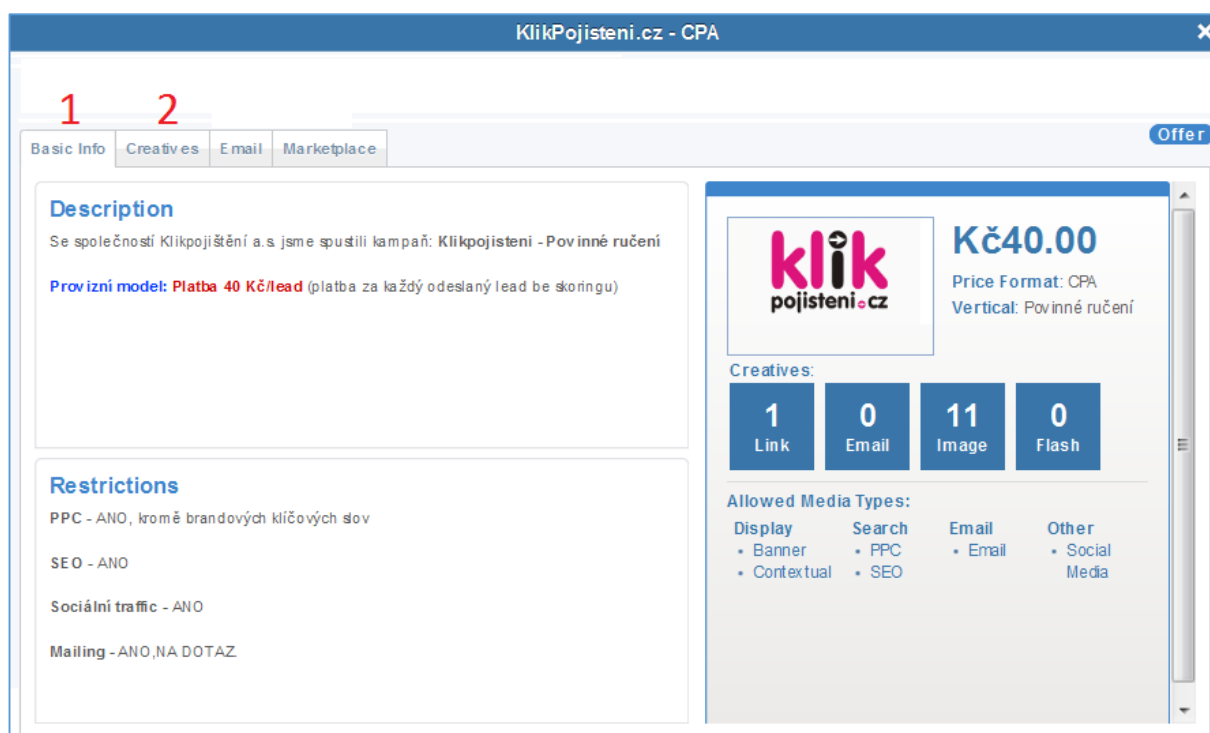 KlikPojisteni.cz - CPA
1 2
Basic Info Creatives Email Marketplace
Offer
Description
Se společností Klikpojištění a.s. jsme spustili kampaň: Klikpojisteni - Povinné ručení
Provizní model: Platba 40 Kč/lead (platba za každý odeslaný lead be skoringu)
Restrictions
PPC - ANO, kromě brandových klíčových slov
SEO - ANO
Sociální traffic - ANO
Mailing - ANO,NA DOTAZ.
klik
pojisteni.cz
Kč40.00
Price Format: CPA
Vertical: Povinné ručení
Creatives:
1 0 11 0
Link Email Image Flash
Allowed Media Types:
Display Search Email Other
Banner PPC Email Social
Contextual SEO Media